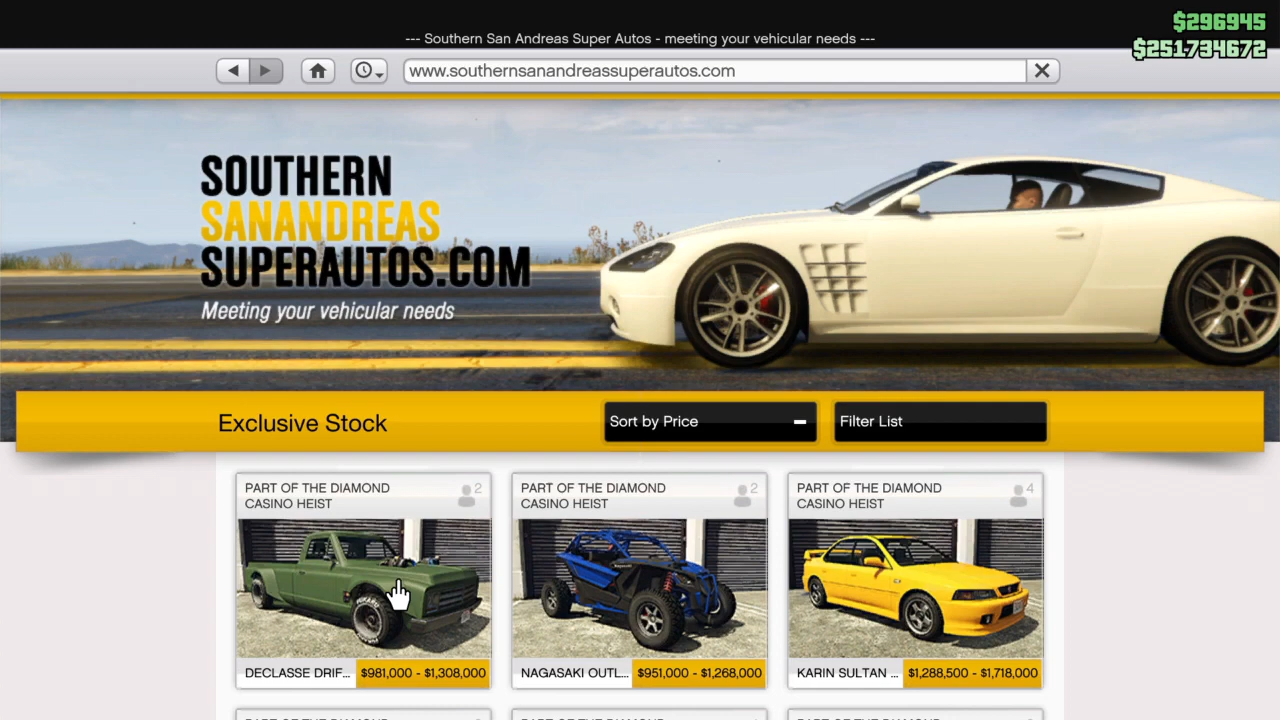 $296945
--- Southern San Andreas Super Autos - meeting your vehicular needs ---
$251734672
www.southernsanandreassuperautos.com
SOUTHERN
SANANDREAS
SUPERAUTOS.COM
Meeting your vehicular needs
Exclusive Stock
Sort by Price
Filter List
PART OF THE DIAMOND
CASINO HEIST
2
DECLASSE DRIF...
$981,000 - $1,308,000
PART OF THE DIAMOND
CASINO HEIST
2
NAGASAKI OUTL...
$951,000 - $1,268,000
PART OF THE DIAMOND
CASINO HEIST
4
KARIN SULTAN ...
$1,288,500 - $1,718,000